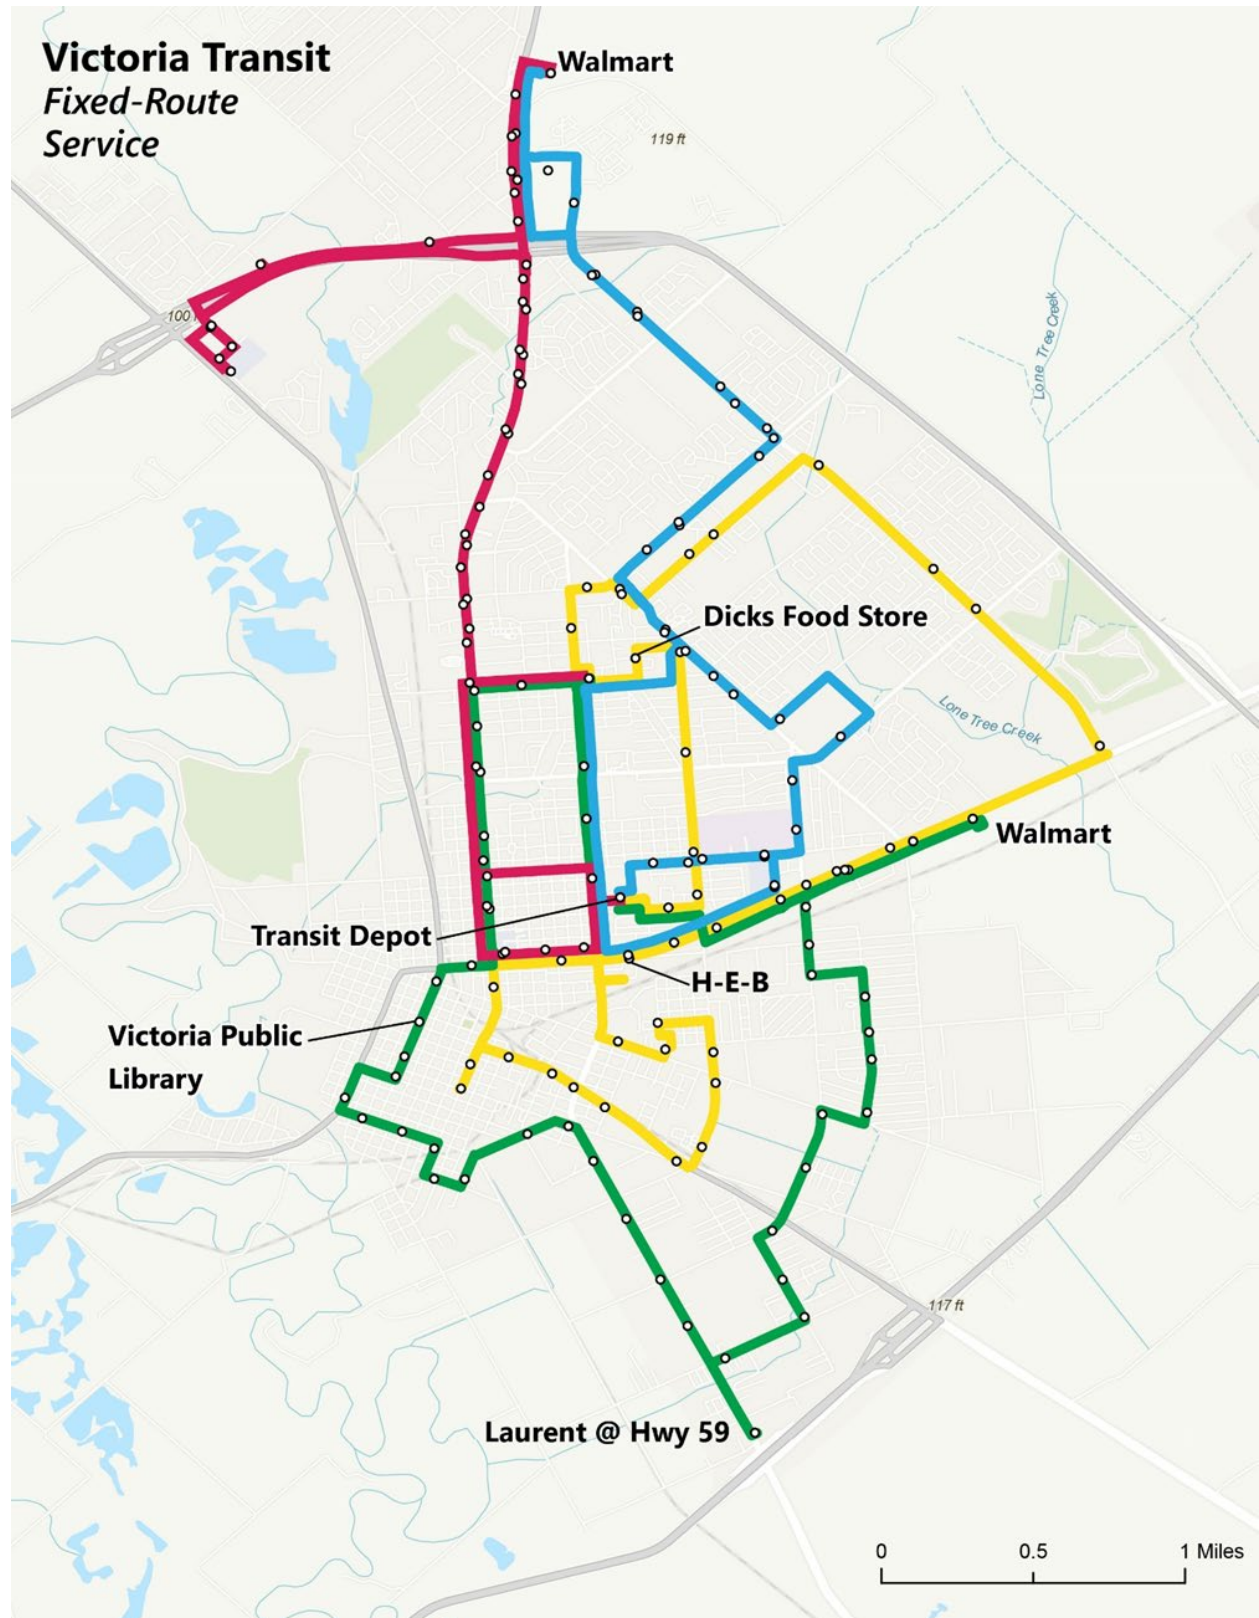 Victoria Transit
Fixed-Route
Service
Walmart
119 ft
Lone Tree Creek
Dicks Food Store
Lone Tree Creek
Walmart
Transit Depot
H-E-B
Victoria Public
Library
117 ft
Laurent @ Hwy 59
0 0.5 1 Miles